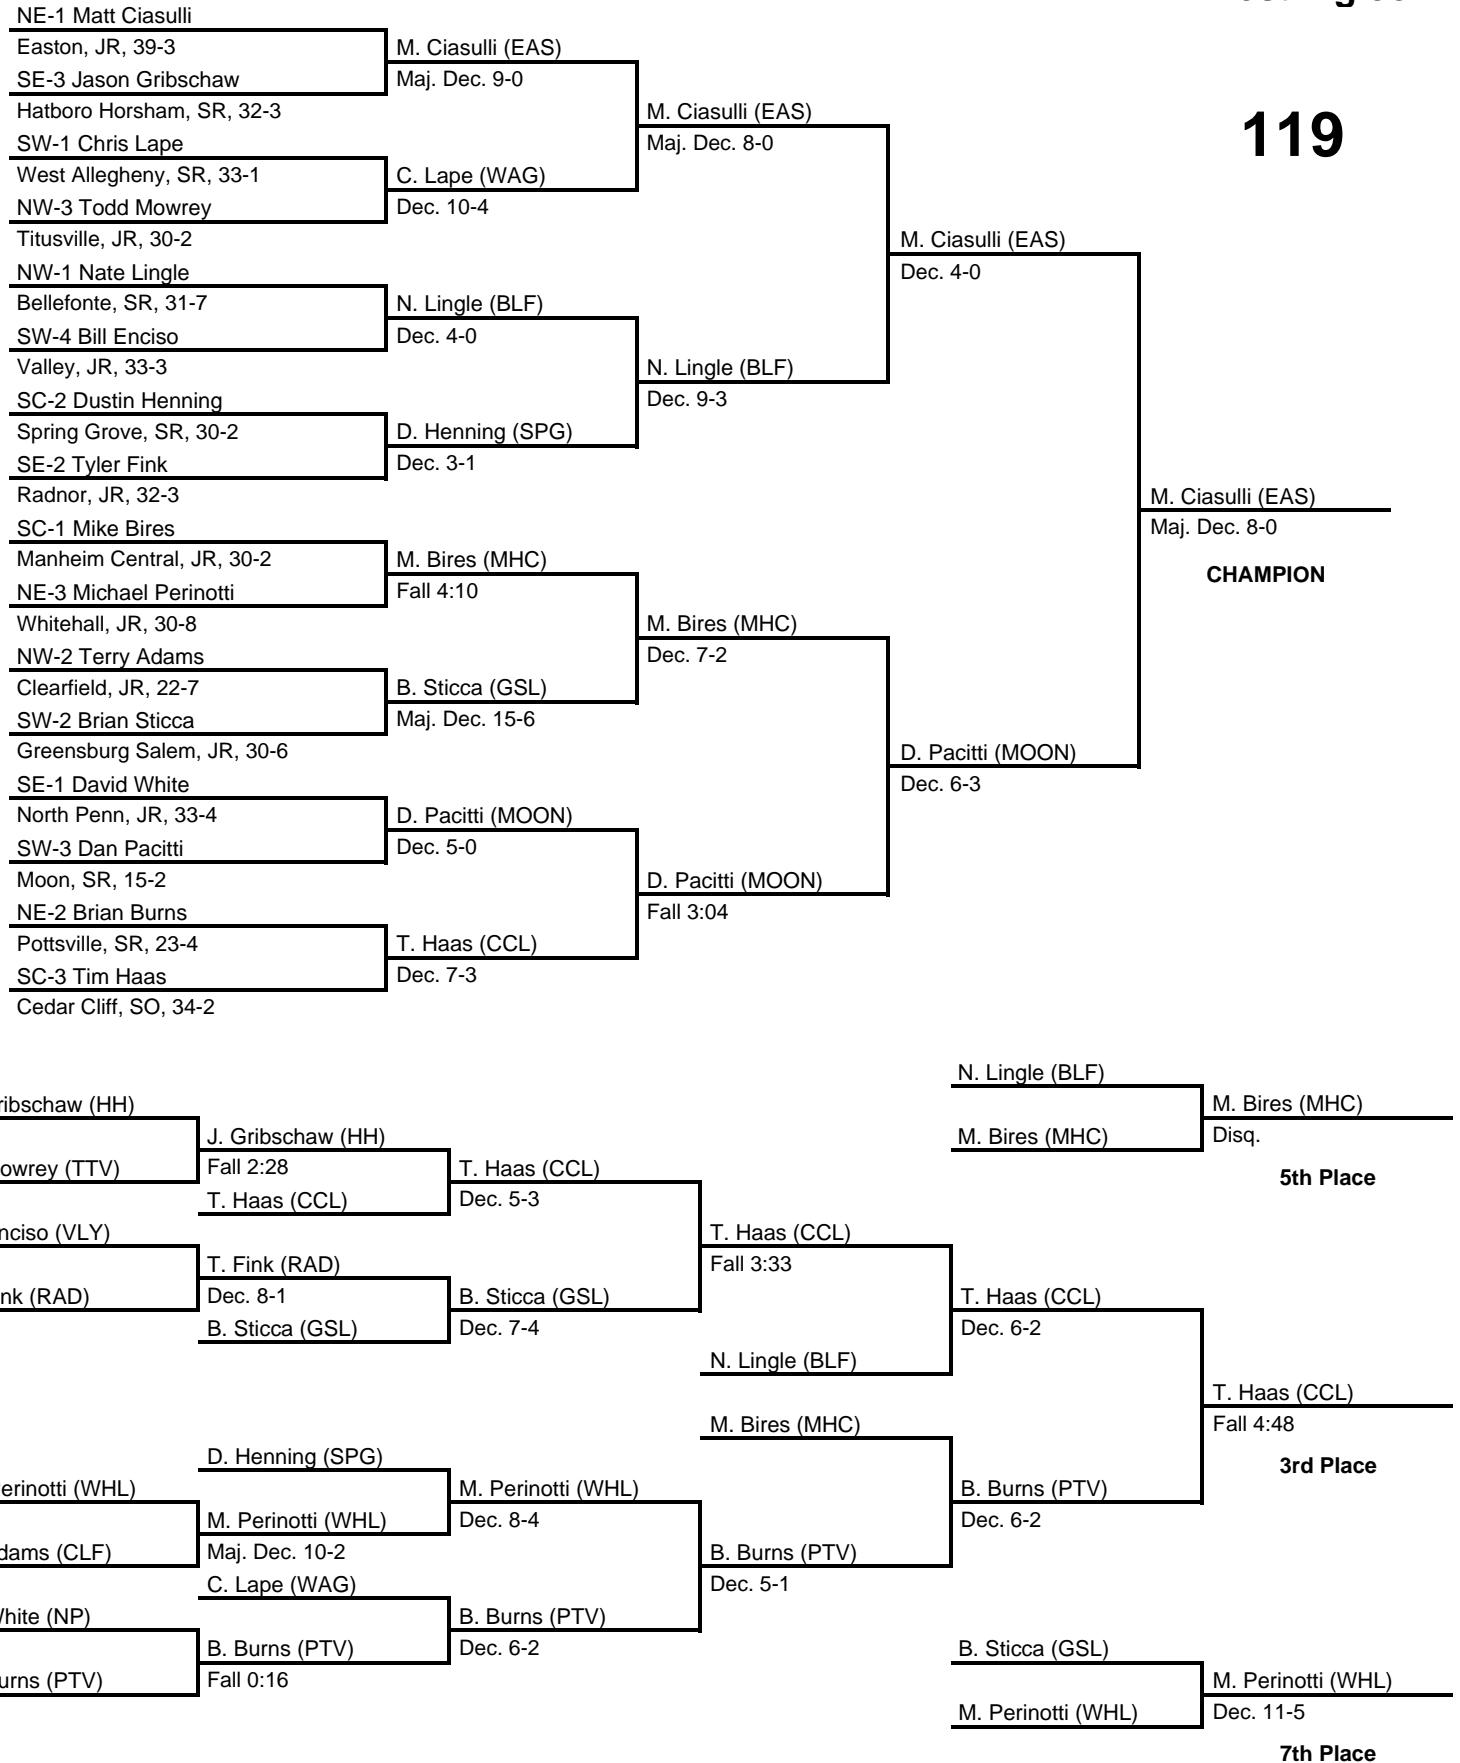 119
NE-1 Matt Ciasulli
Easton, JR, 39-3
SE-3 Jason Gribschaw
Hatboro Horsham, SR, 32-3
SW-1 Chris Lape
West Allegheny, SR, 33-1
NW-3 Todd Mowrey
Titusville, JR, 30-2
NW-1 Nate Lingle
Bellefonte, SR, 31-7
SW-4 Bill Enciso
Valley, JR, 33-3
SC-2 Dustin Henning
Spring Grove, SR, 30-2
SE-2 Tyler Fink
Radnor, JR, 32-3
SC-1 Mike Bires
Manheim Central, JR, 30-2
NE-3 Michael Perinotti
Whitehall, JR, 30-8
NW-2 Terry Adams
Clearfield, JR, 22-7
SW-2 Brian Sticca
Greensburg Salem, JR, 30-6
SE-1 David White
North Penn, JR, 33-4
SW-3 Dan Pacitti
Moon, SR, 15-2
NE-2 Brian Burns
Pottsville, SR, 23-4
SC-3 Tim Haas
Cedar Cliff, SO, 34-2
M. Ciasulli (EAS)
Maj. Dec. 9-0
C. Lape (WAG)
Dec. 10-4
N. Lingle (BLF)
Dec. 4-0
D. Henning (SPG)
Dec. 3-1
M. Bires (MHC)
Fall 4:10
B. Sticca (GSL)
Maj. Dec. 15-6
D. Pacitti (MOON)
Dec. 5-0
T. Haas (CCL)
Dec. 7-3
M. Ciasulli (EAS)
Maj. Dec. 8-0
N. Lingle (BLF)
Dec. 9-3
M. Bires (MHC)
Dec. 7-2
D. Pacitti (MOON)
Fall 3:04
M. Ciasulli (EAS)
Dec. 4-0
D. Pacitti (MOON)
Dec. 6-3
M. Ciasulli (EAS)
Maj. Dec. 8-0
CHAMPION
ribschaw (HH)
owrey (TTV)
nciso (VLY)
nk (RAD)
erinotti (WHL)
dams (CLF)
hite (NP)
urns (PTV)
J. Gribschaw (HH)
Fall 2:28
T. Haas (CCL)
T. Fink (RAD)
Dec. 8-1
B. Sticca (GSL)
D. Henning (SPG)
M. Perinotti (WHL)
Maj. Dec. 10-2
C. Lape (WAG)
B. Burns (PTV)
Fall 0:16
T. Haas (CCL)
Dec. 5-3
B. Sticca (GSL)
Dec. 7-4
M. Perinotti (WHL)
Dec. 8-4
B. Burns (PTV)
Dec. 6-2
T. Haas (CCL)
Fall 3:33
N. Lingle (BLF)
M. Bires (MHC)
B. Burns (PTV)
Dec. 5-1
T. Haas (CCL)
Dec. 6-2
B. Burns (PTV)
Dec. 6-2
T. Haas (CCL)
Fall 4:48
3rd Place
N. Lingle (BLF)
M. Bires (MHC)
M. Bires (MHC)
Disq.
5th Place
B. Sticca (GSL)
M. Perinotti (WHL)
M. Perinotti (WHL)
Dec. 11-5
7th Place